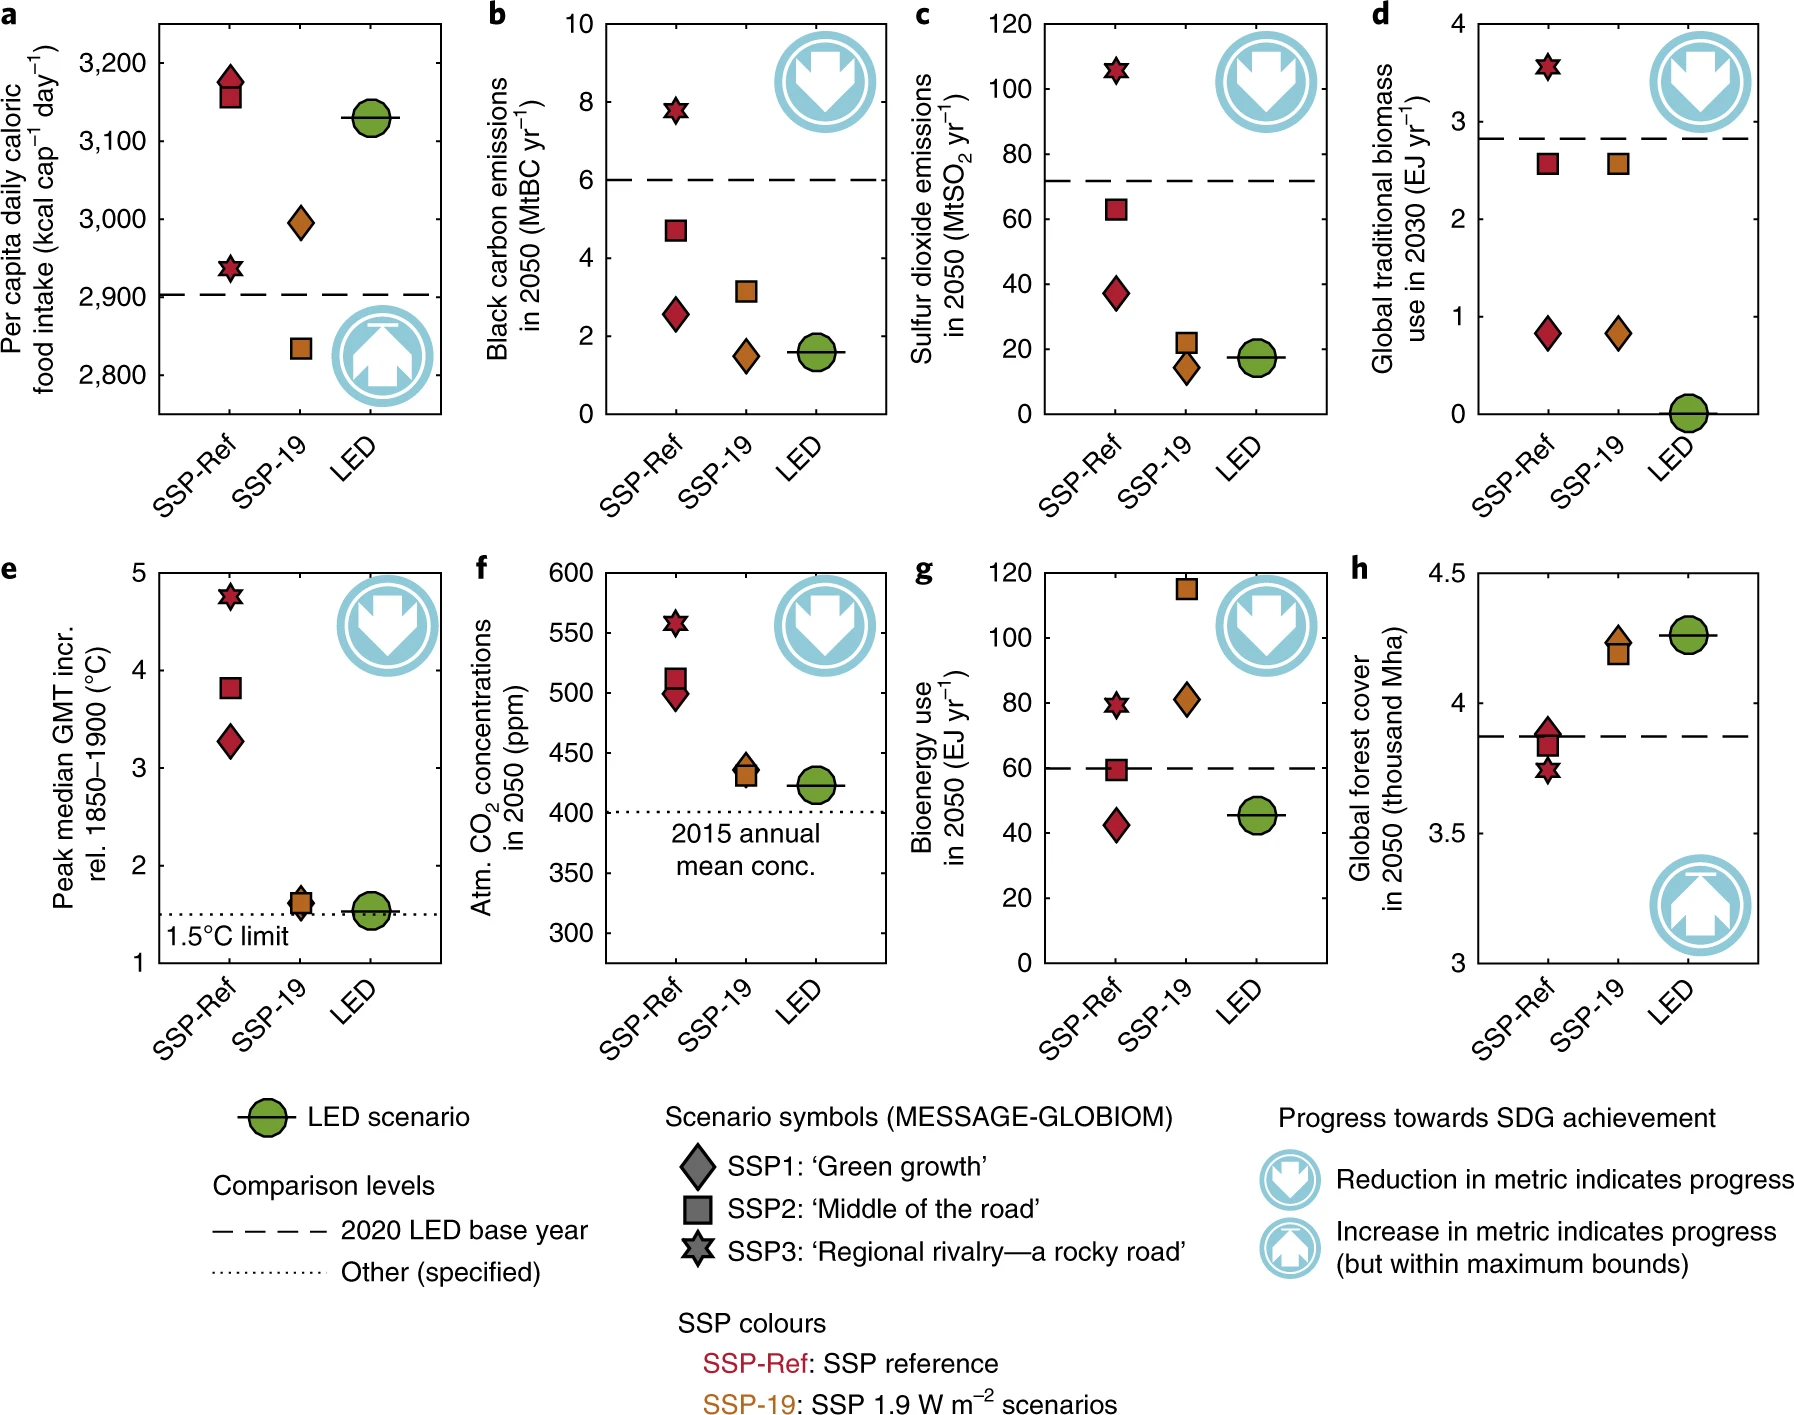 a
Per capita daily caloric
food intake (kcal cap⁻¹ day⁻¹)
3,200
3,100
3,000
2,900
2,800
SSP-Ref
SSP-19
LED
b
Black carbon emissions
in 2050 (MtBC yr⁻¹)
10
8
6
4
2
0
SSP-Ref
SSP-19
LED
c
Sulfur dioxide emissions
in 2050 (MtSO₂ yr⁻¹)
120
100
80
60
40
20
0
SSP-Ref
SSP-19
LED
d
Global traditional biomass
use in 2030 (EJ yr⁻¹)
4
3
2
1
0
SSP-Ref
SSP-19
LED
e
Peak median GMT incr.
rel. 1850–1900 (°C)
5
4
3
2
1
1.5°C limit
SSP-Ref
SSP-19
LED
f
Atm. CO₂ concentrations
in 2050 (ppm)
600
550
500
450
400
350
300
2015 annual
mean conc.
SSP-Ref
SSP-19
LED
g
Bioenergy use
in 2050 (EJ yr⁻¹)
120
100
80
60
40
20
0
SSP-Ref
SSP-19
LED
h
Global forest cover
in 2050 (thousand Mha)
4.5
4
3.5
3
SSP-Ref
SSP-19
LED
LED scenario
Comparison levels
2020 LED base year
Other (specified)
Scenario symbols (MESSAGE-GLOBIOM)
SSP1: ‘Green growth’
SSP2: ‘Middle of the road’
SSP3: ‘Regional rivalry—a rocky road’
SSP colours
SSP-Ref: SSP reference
SSP-19: SSP 1.9 W m⁻² scenarios
Progress towards SDG achievement
Reduction in metric indicates progress
Increase in metric indicates progress
(but within maximum bounds)